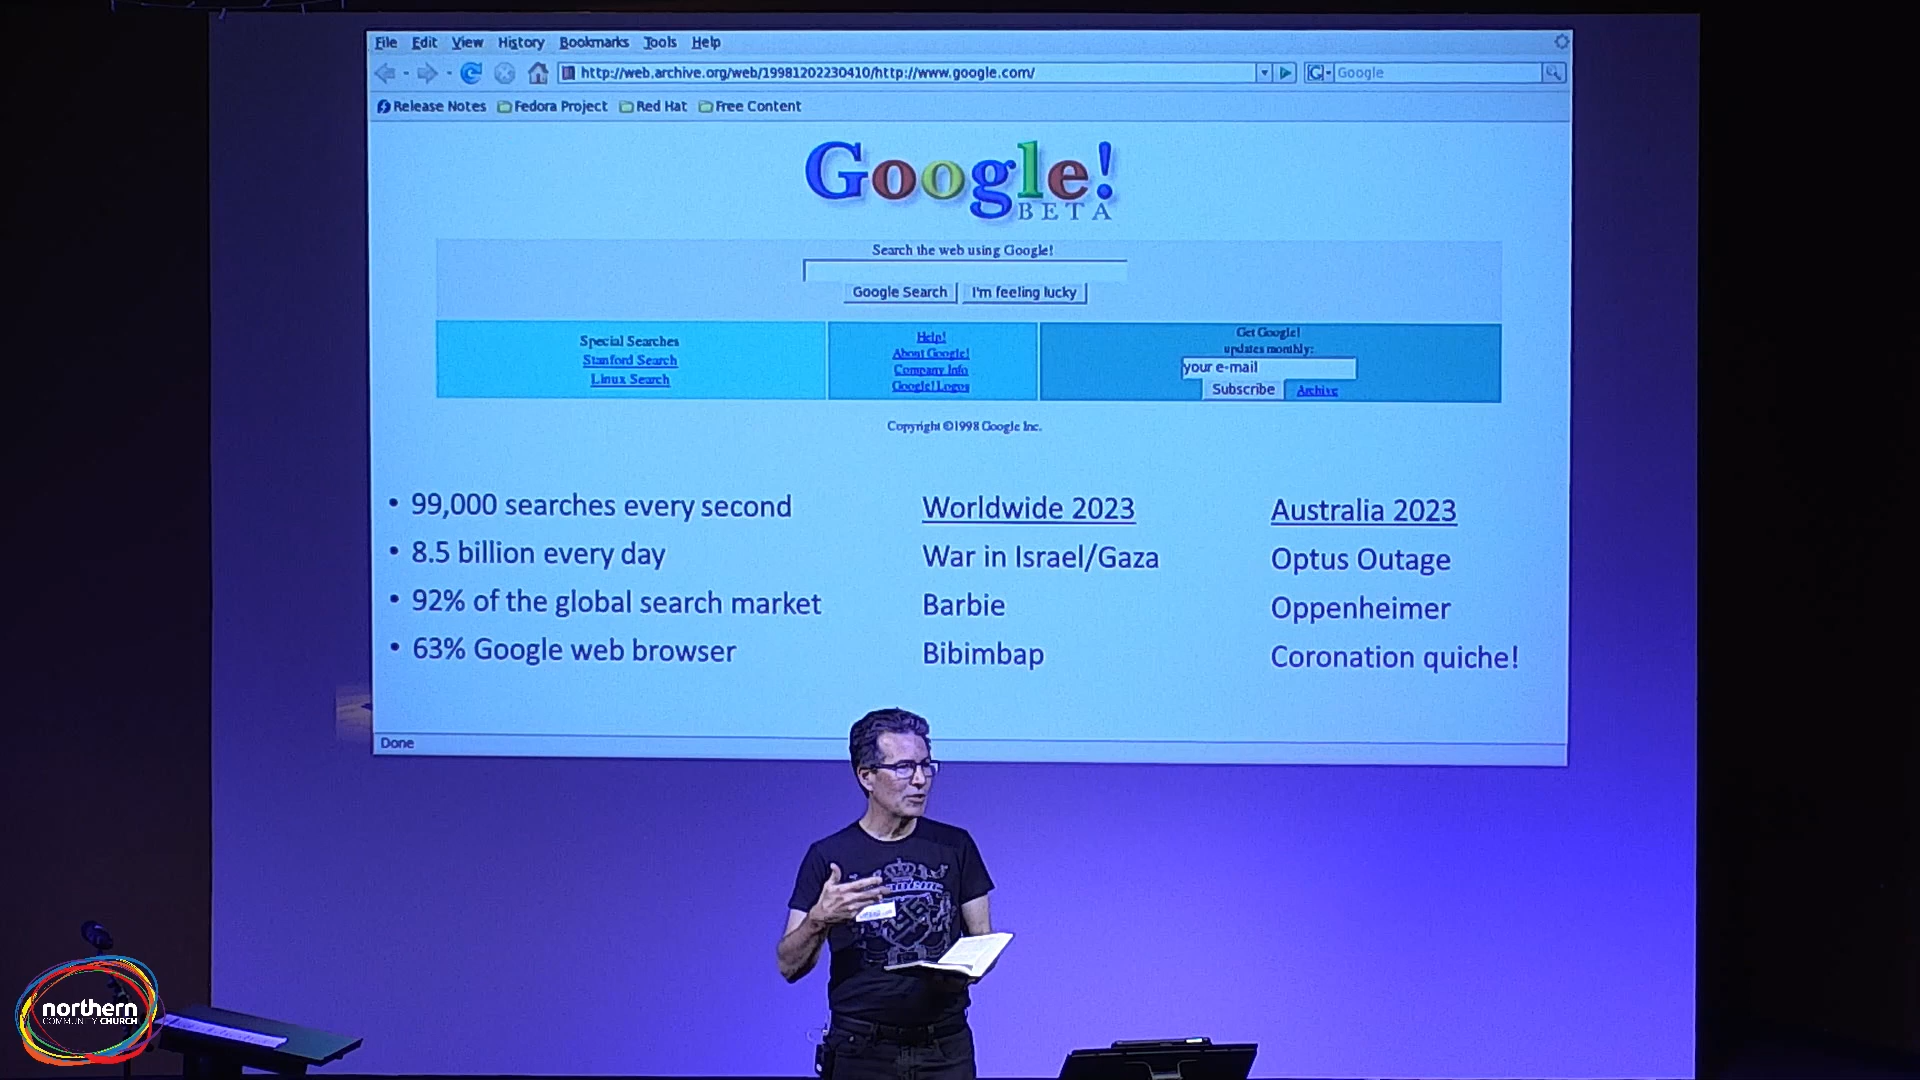 File Edit View History Bookmarks Tools Help
http://web.archive.org/web/19981202230410/http://www.google.com/
Google
Release Notes Fedora Project Red Hat Free Content
Google!
BETA
Search the web using Google!
Google Search I'm feeling lucky
Special Searches
Stanford Search
Linux Search
Help!
About Google!
Company Info
Google! Logos
Get Google!
updates monthly:
your e-mail
Subscribe Archive
Copyright ©1998 Google Inc.
• 99,000 searches every second
• 8.5 billion every day
• 92% of the global search market
• 63% Google web browser
Worldwide 2023
War in Israel/Gaza
Barbie
Bibimbap
Australia 2023
Optus Outage
Oppenheimer
Coronation quiche!
Done
northern
COMMUNITY CHURCH